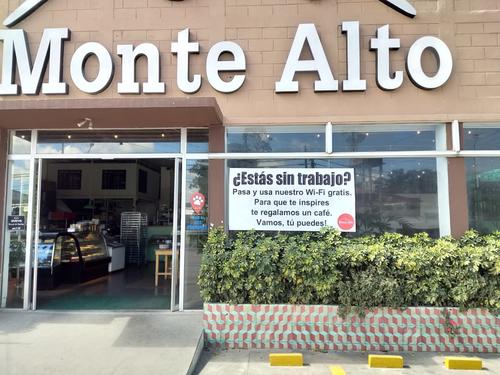 Monte Alto
¿Estás sin trabajo?
Pasa y usa nuestro Wi-Fi gratis.
Para que te inspires
te regalamos un café.
Vamos, tú puedes!